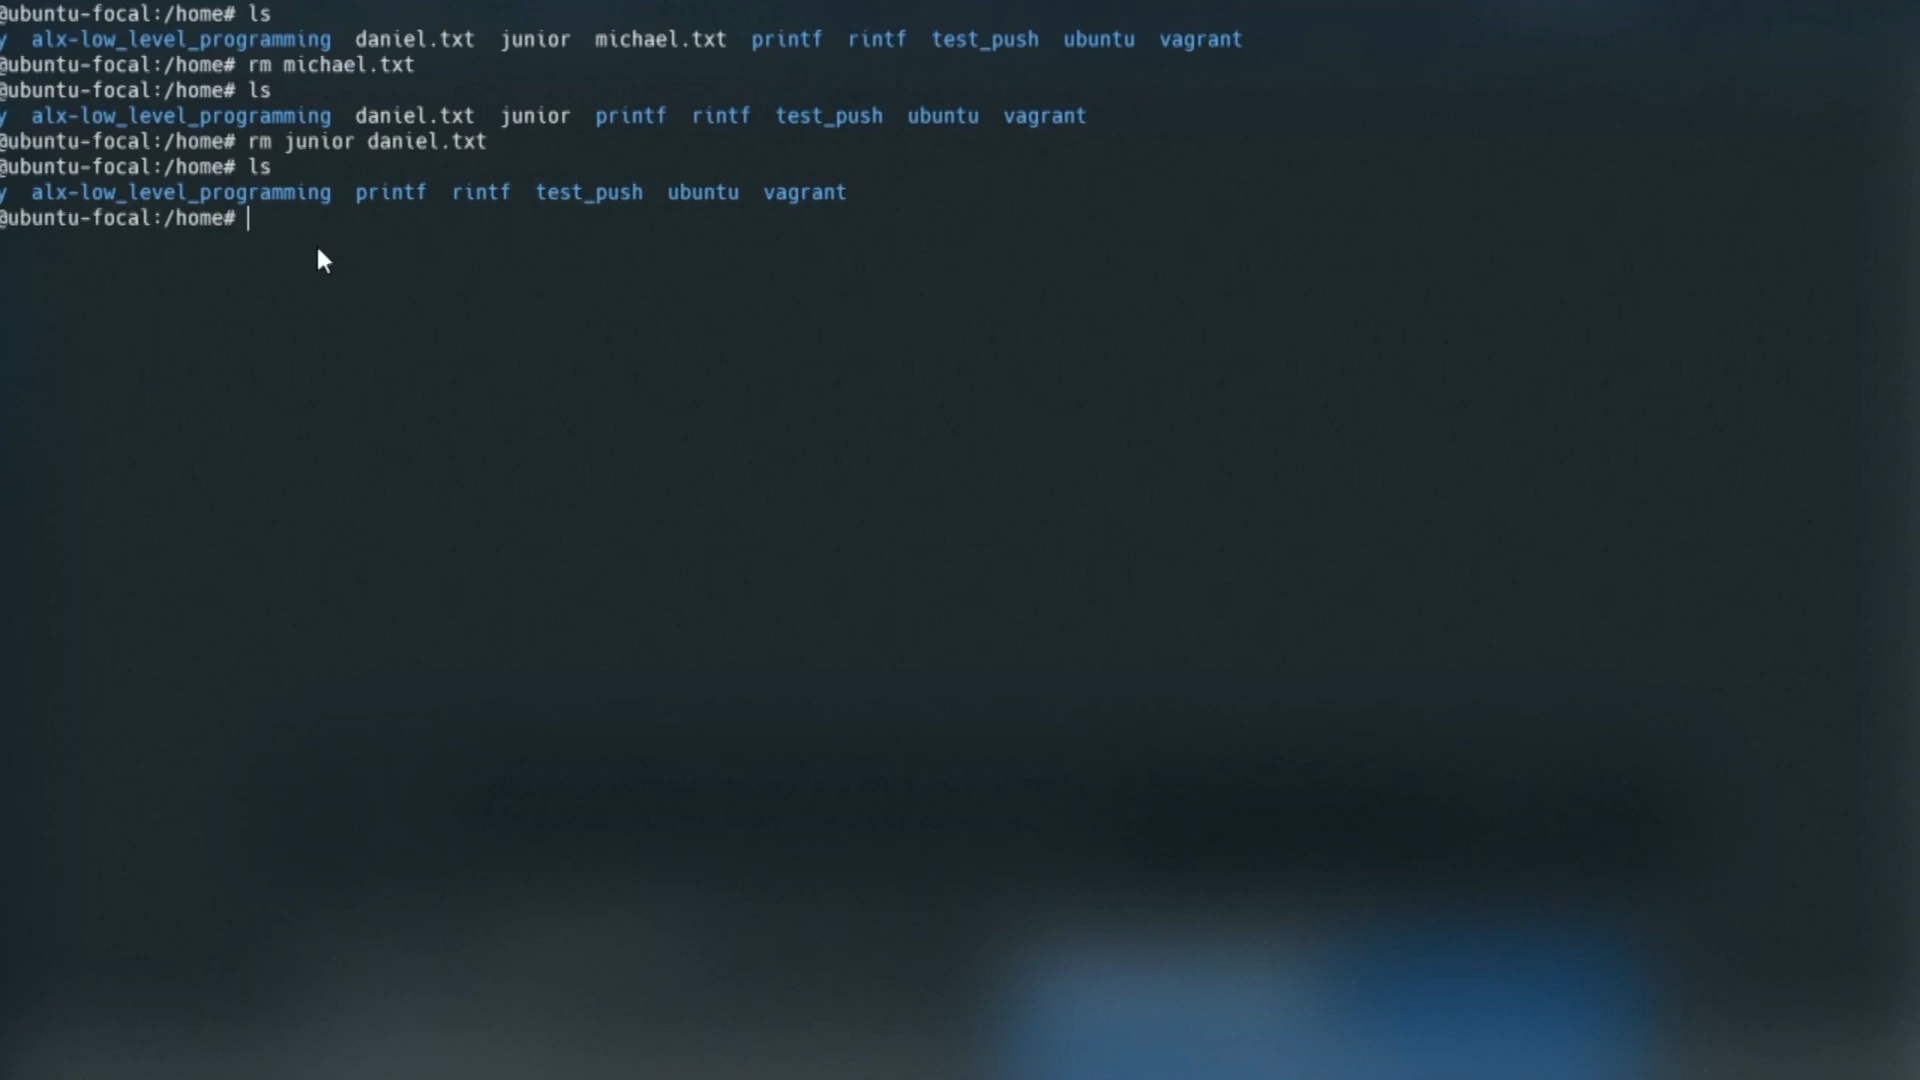 @ubuntu-focal:/home# ls
y alx-low_level_programming daniel.txt junior michael.txt printf rintf test_push ubuntu vagrant
@ubuntu-focal:/home# rm michael.txt
@ubuntu-focal:/home# ls
y alx-low_level_programming daniel.txt junior printf rintf test_push ubuntu vagrant
@ubuntu-focal:/home# rm junior daniel.txt
@ubuntu-focal:/home# ls
y alx-low_level_programming printf rintf test_push ubuntu vagrant
@ubuntu-focal:/home#